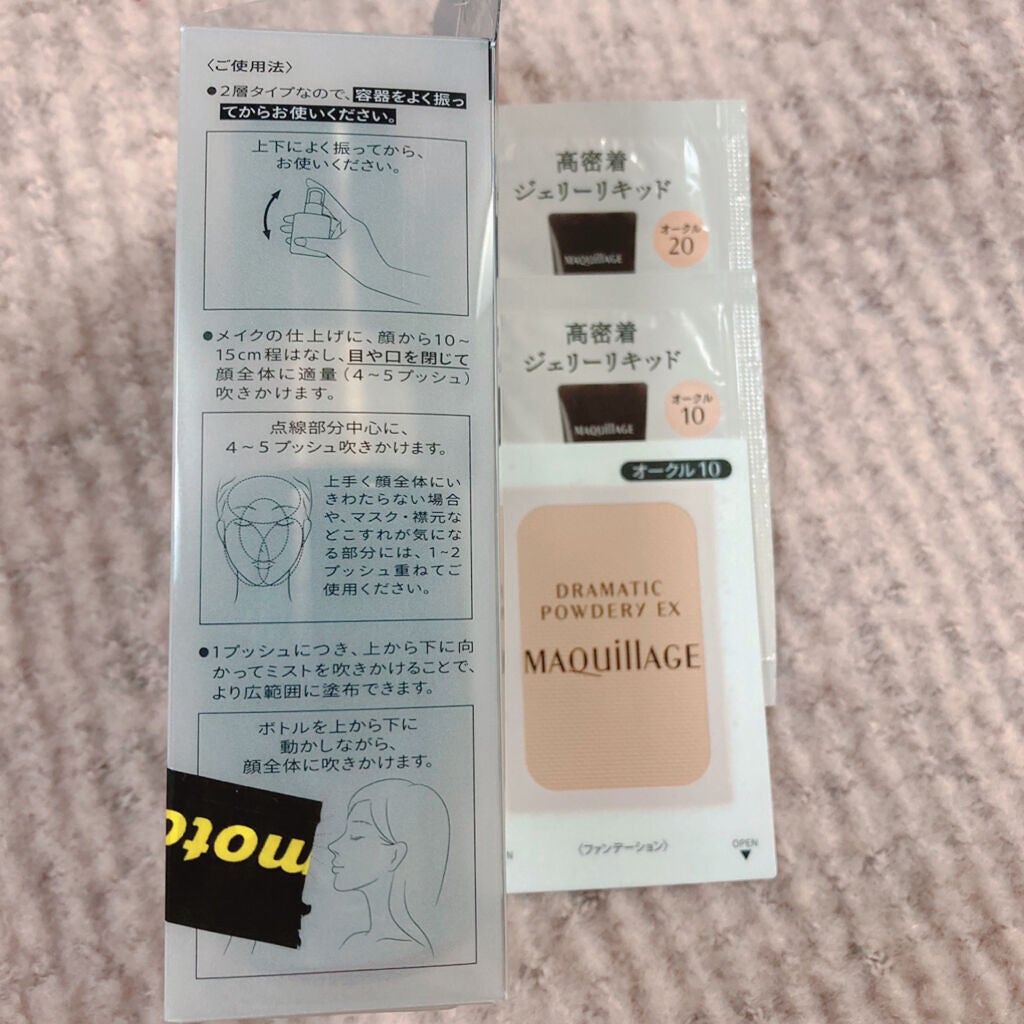 〈ご使用法〉
●2層タイプなので、容器をよく振っ
てからお使いください。
上下によく振ってから、
お使いください。
●メイクの仕上げに、顔から10~
15cm程はなし、目や口を閉じて
顔全体に適量（4~5プッシュ）
吹きかけます。
点線部分中心に、
4~5プッシュ吹きかけます。
上手く顔全体にい
きわたらない場合
や、マスク・襟元な
どこすれが気にな
る部分には、1~2
プッシュ重ねてご
使用ください。
●1プッシュにつき、上から下に向
かってミストを吹きかけることで、
より広範囲に塗布できます。
ボトルを上から下に
動かしながら、
顔全体に吹きかけます。
moto
高密着
ジェリーリキッド
オークル
20
MAQuillAGE
高密着
ジェリーリキッド
オークル
10
MAQuillAGE
オークル10
DRAMATIC
POWDERY EX
MAQuillAGE
〈ファンデーション〉
OPEN
N